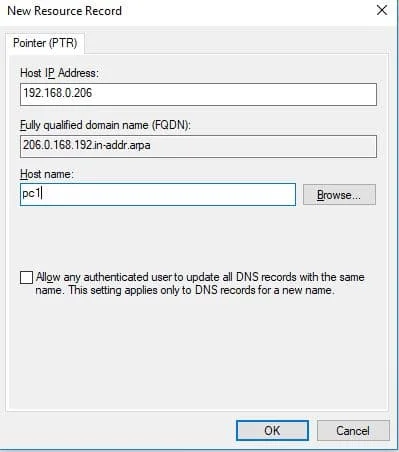 New Resource Record
Pointer (PTR)
Host IP Address:
192.168.0.206
Fully qualified domain name (FQDN):
206.0.168.192.in-addr.arpa
Host name:
pc1
Browse...
Allow any authenticated user to update all DNS records with the same
name. This setting applies only to DNS records for a new name.
OK
Cancel